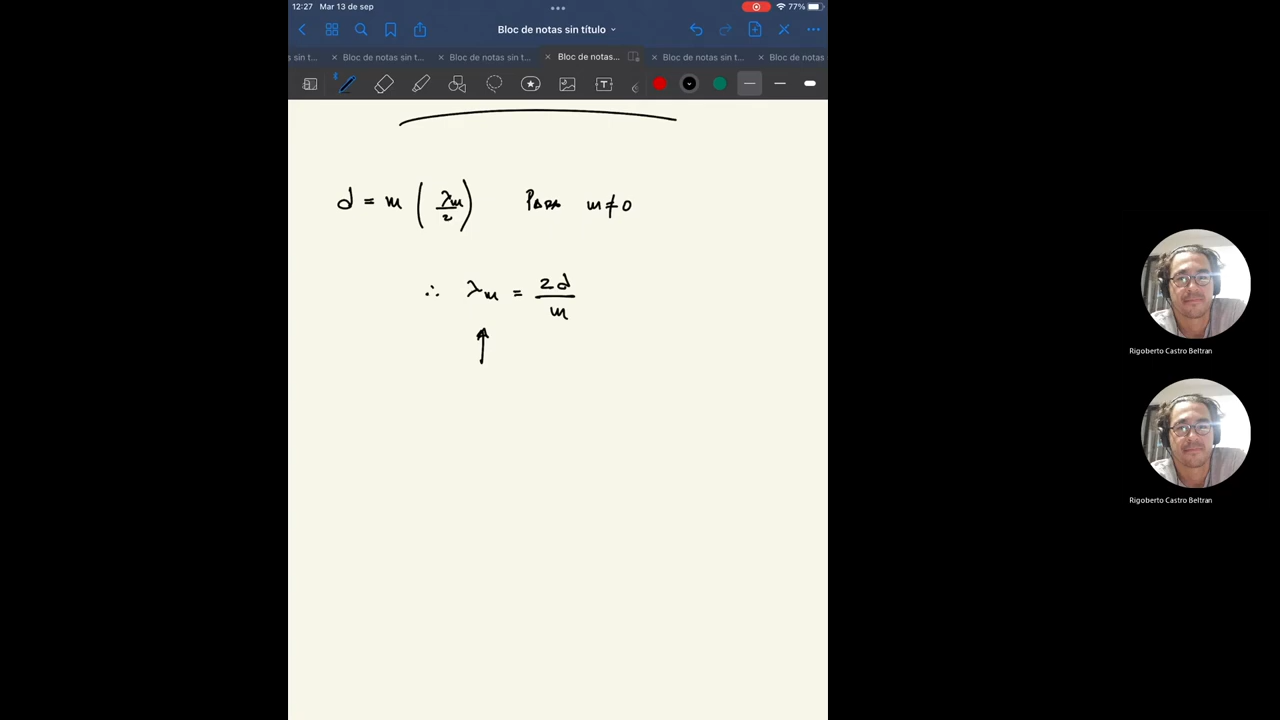 12:27 Mar 13 de sep 77%
Bloc de notas sin título
s sin t... Bloc de notas sin t... Bloc de notas sin t... Bloc de notas... Bloc de notas sin t... Bloc de notas
d = m (λm/2) PARA m≠0
∴ λm = 2d/m
↑
Rigoberto Castro Beltran
Rigoberto Castro Beltran